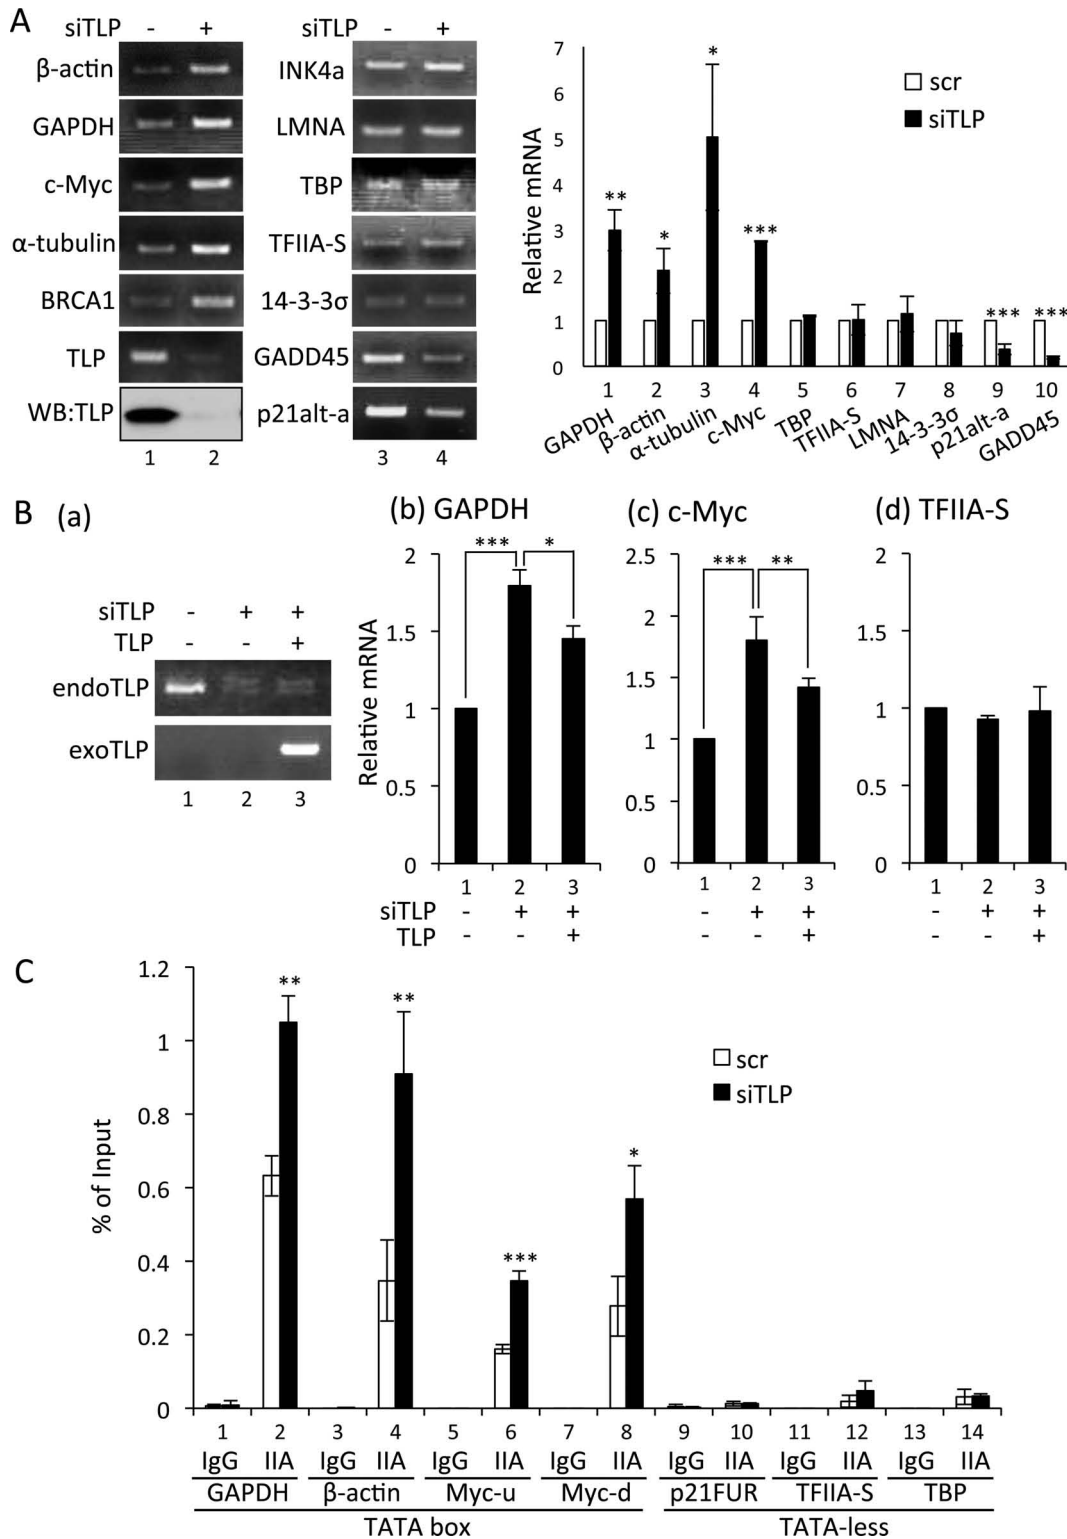 A
siTLP - +
β-actin
GAPDH
c-Myc
α-tubulin
BRCA1
TLP
WB:TLP
1 2
siTLP - +
INK4a
LMNA
TBP
TFIIA-S
14-3-3σ
GADD45
p21alt-a
3 4
Relative mRNA
7
6
5
4
3
2
1
0
scr
siTLP
** * * *** *** ***
1 2 3 4 5 6 7 8 9 10
GAPDH β-actin α-tubulin c-Myc TBP TFIIA-S LMNA 14-3-3σ p21alt-a GADD45
B (a)
siTLP - + +
TLP - - +
endoTLP
exoTLP
1 2 3
(b) GAPDH
Relative mRNA
*** *
2
1.5
1
0.5
0
1 2 3
siTLP - + +
TLP - - +
(c) c-Myc
*** **
2.5
2
1.5
1
0.5
0
1 2 3
- + +
- - +
(d) TFIIA-S
2
1.5
1
0.5
0
1 2 3
- + +
- - +
C
% of Input
1.2
1
0.8
0.6
0.4
0.2
0
** ** *** *
scr
siTLP
1 2 3 4 5 6 7 8 9 10 11 12 13 14
IgG IIA IgG IIA IgG IIA IgG IIA IgG IIA IgG IIA IgG IIA
GAPDH β-actin Myc-u Myc-d p21FUR TFIIA-S TBP
TATA box TATA-less